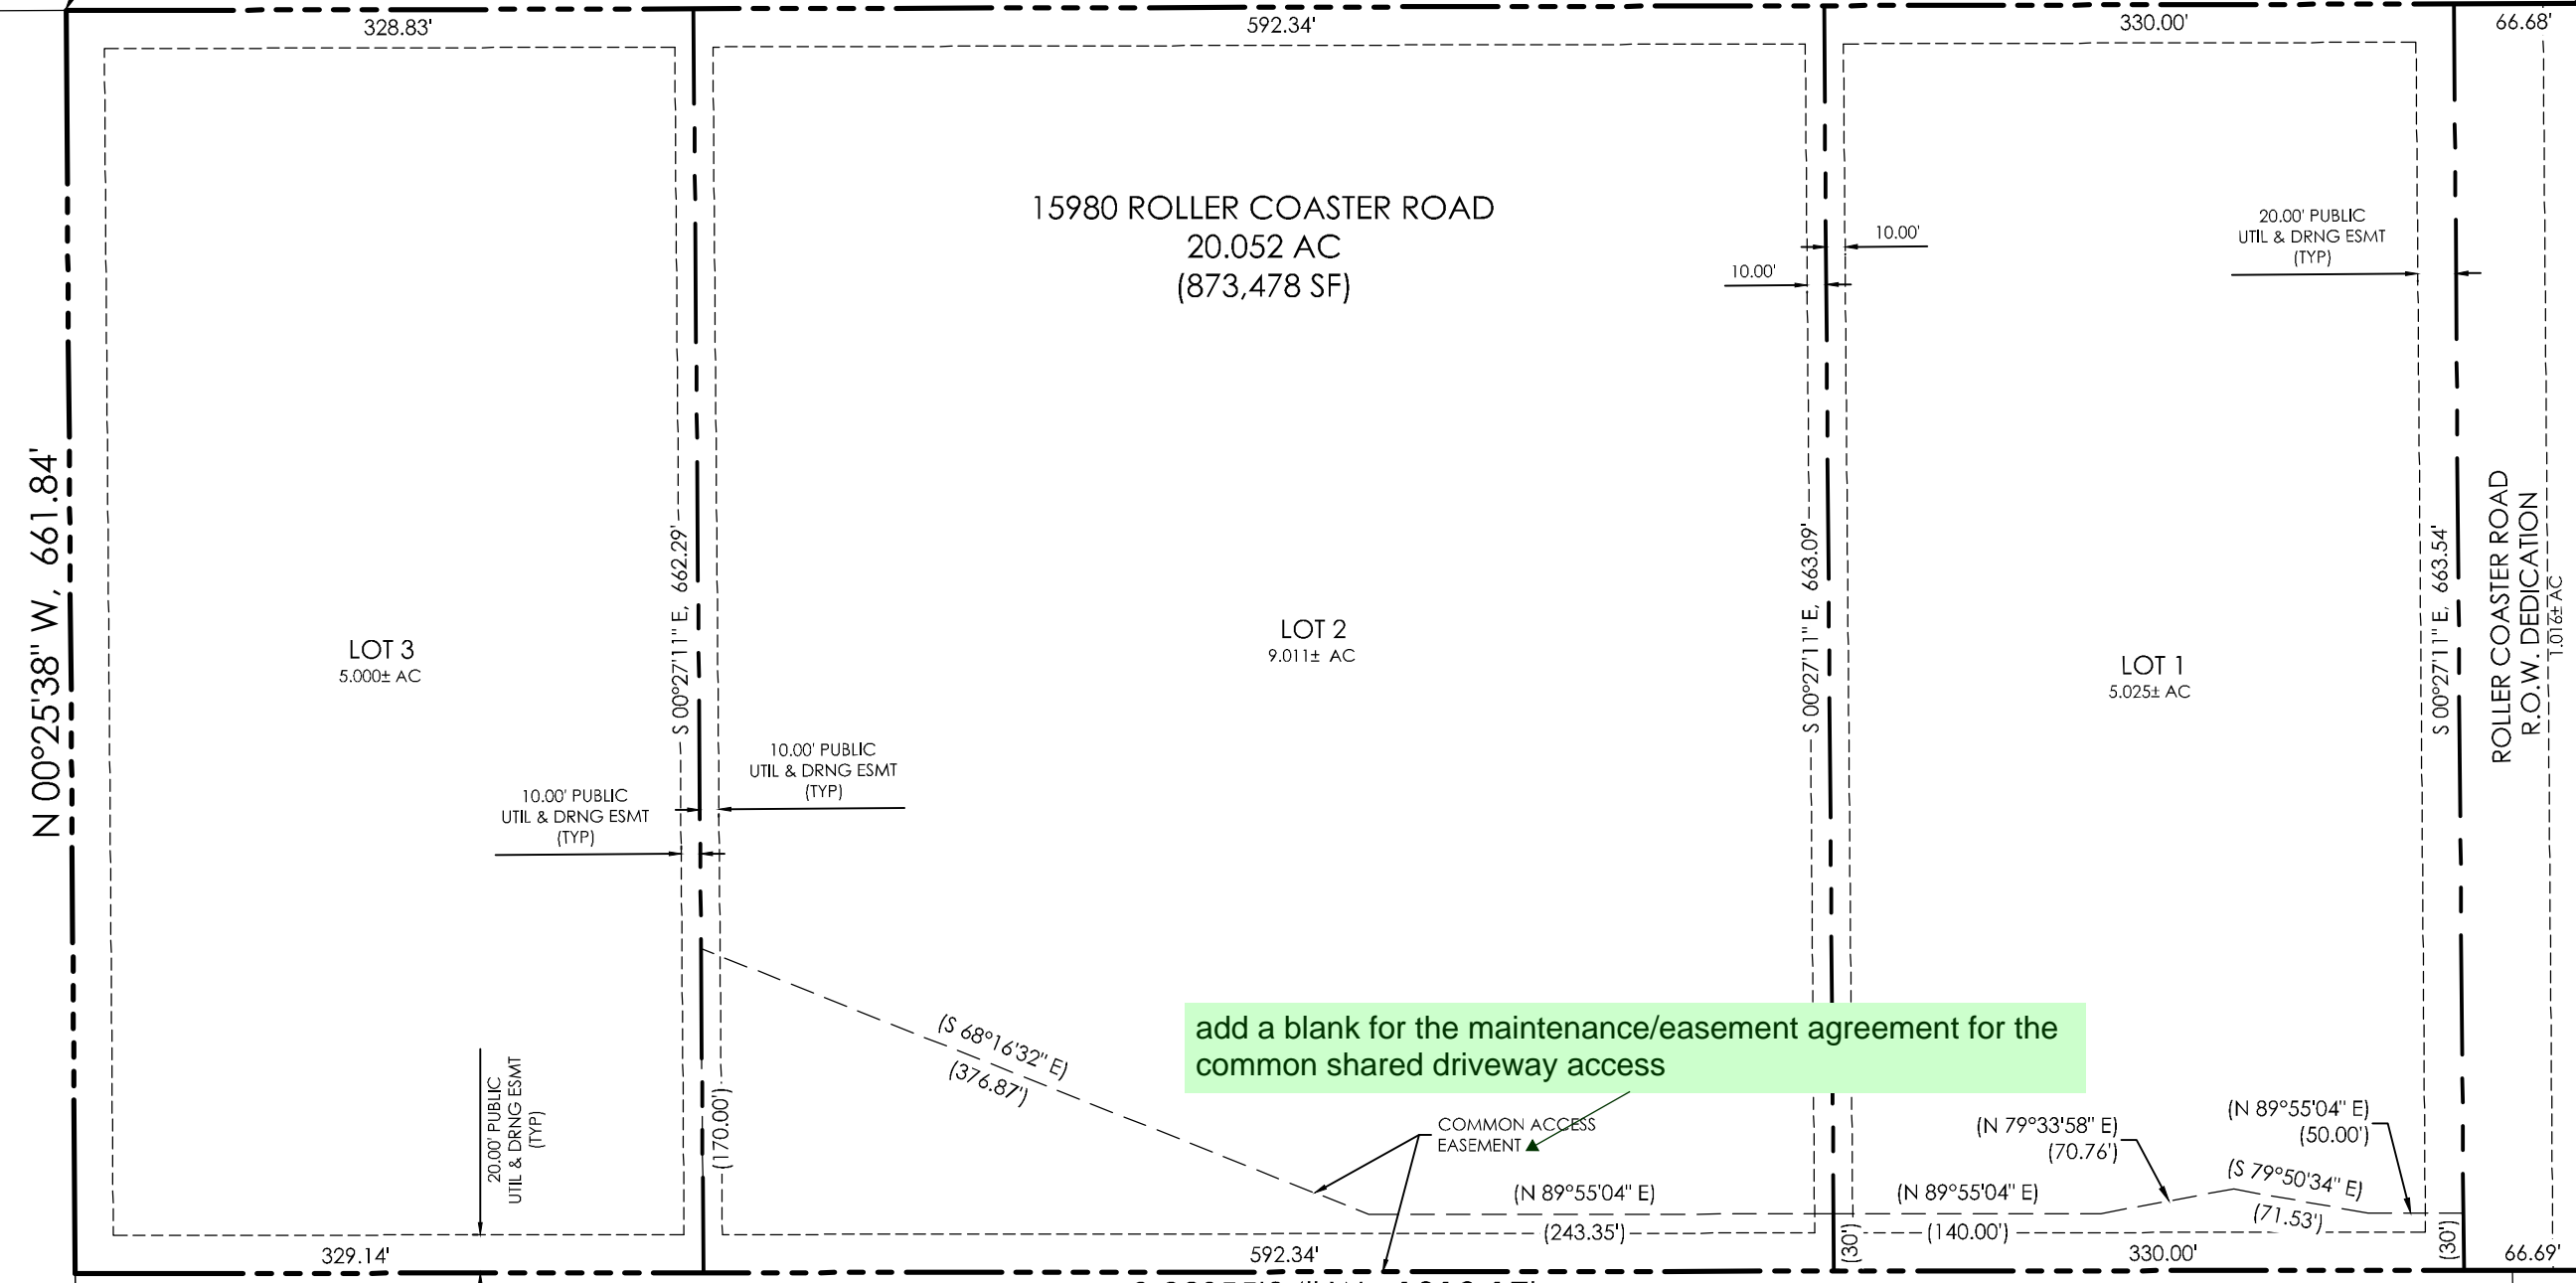 328.83'
592.34'
330.00'
66.68'
15980 ROLLER COASTER ROAD
20.052 AC
(873,478 SF)
10.00'
10.00'
20.00' PUBLIC
UTIL & DRNG ESMT
(TYP)
N 00°25'38" W, 661.84'
S 00°27'11" E, 662.29'
S 00°27'11" E, 663.09'
S 00°27'11" E, 663.54'
ROLLER COASTER ROAD
R.O.W. DEDICATION
1.016± AC
LOT 3
5.000± AC
LOT 2
9.011± AC
LOT 1
5.025± AC
10.00' PUBLIC
UTIL & DRNG ESMT
(TYP)
10.00' PUBLIC
UTIL & DRNG ESMT
(TYP)
(S 68°16'32" E)
(376.87')
add a blank for the maintenance/easement agreement for the
common shared driveway access
20.00' PUBLIC
UTIL & DRNG ESMT
(TYP)
(170.00')
COMMON ACCESS
EASEMENT
(N 79°33'58" E)
(70.76')
(N 89°55'04" E)
(50.00')
(N 89°55'04" E)
(243.35')
(N 89°55'04" E)
(140.00')
(S 79°50'34" E)
(71.53')
(30')
(30')
329.14'
592.34'
330.00'
66.69'